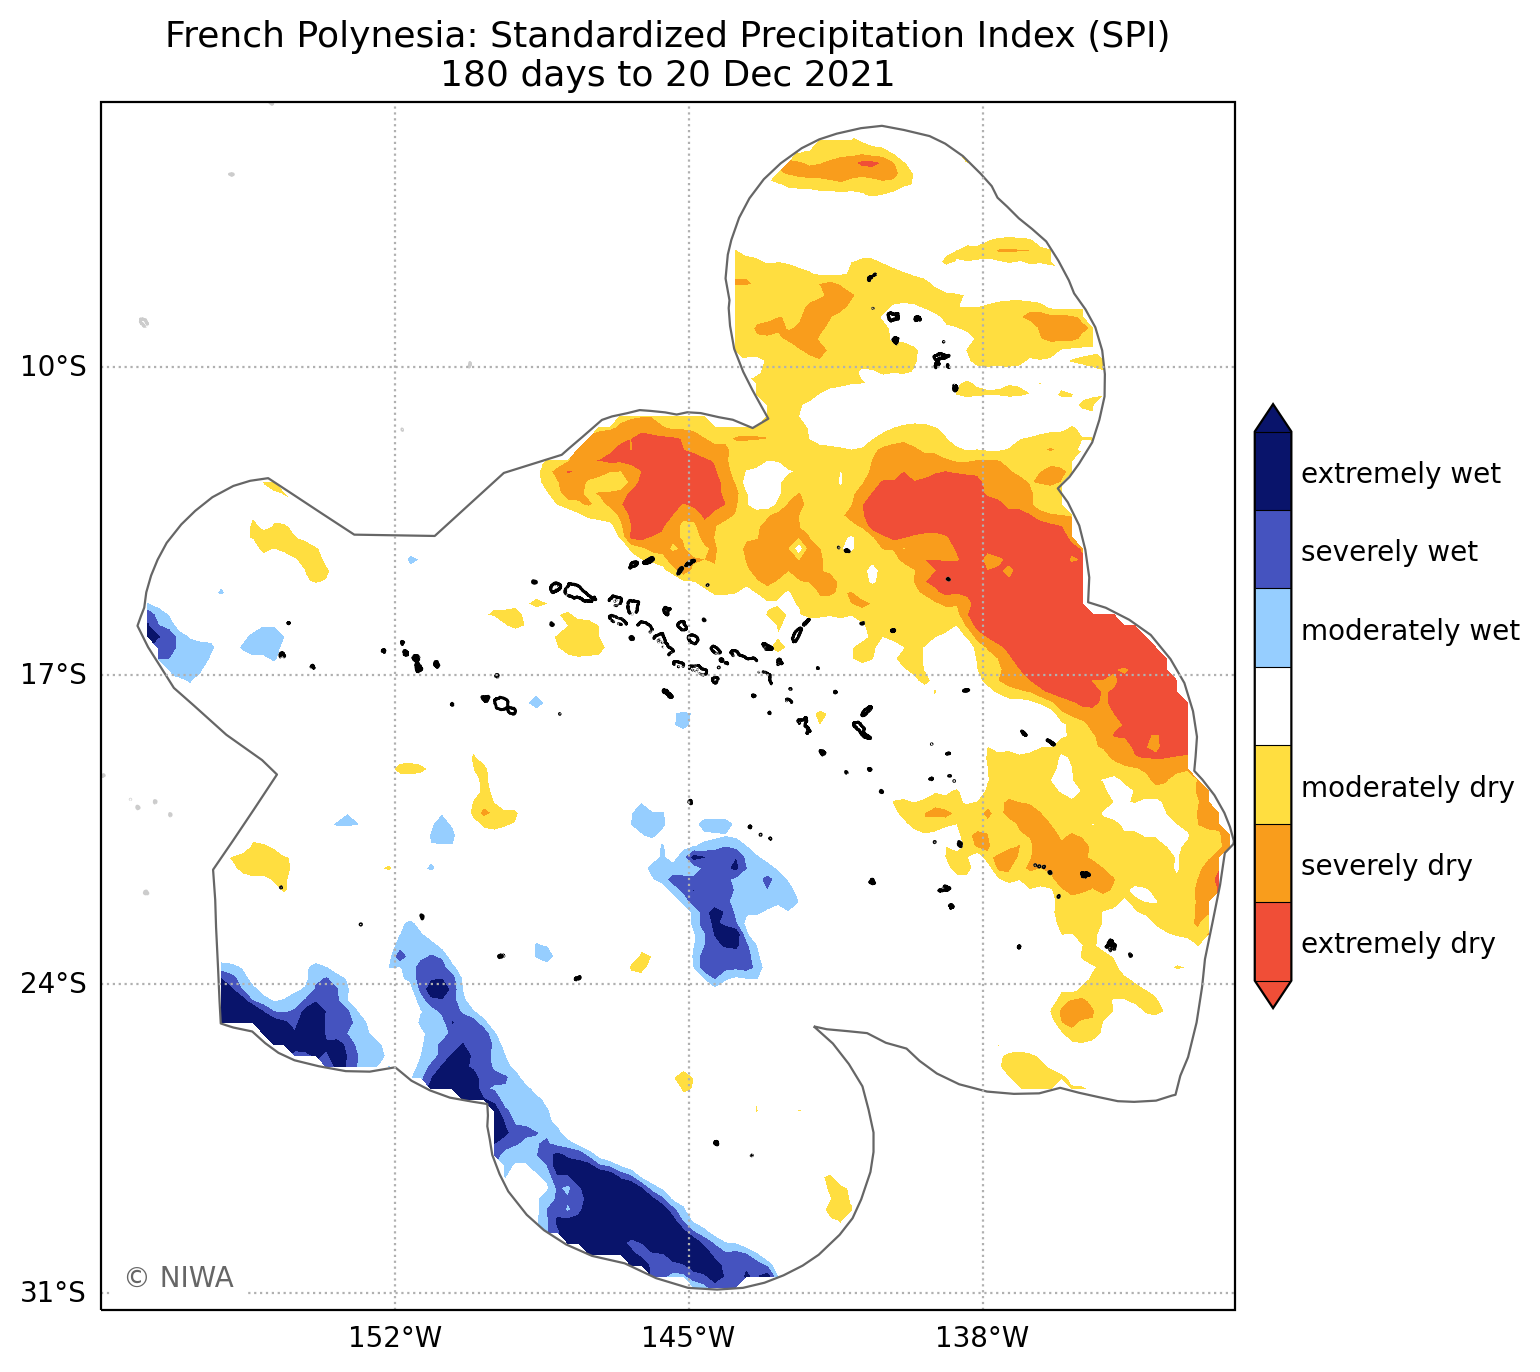 French Polynesia: Standardized Precipitation Index (SPI)
180 days to 20 Dec 2021
10°S
17°S
24°S
31°S
152°W
145°W
138°W
extremely wet
severely wet
moderately wet
moderately dry
severely dry
extremely dry
© NIWA